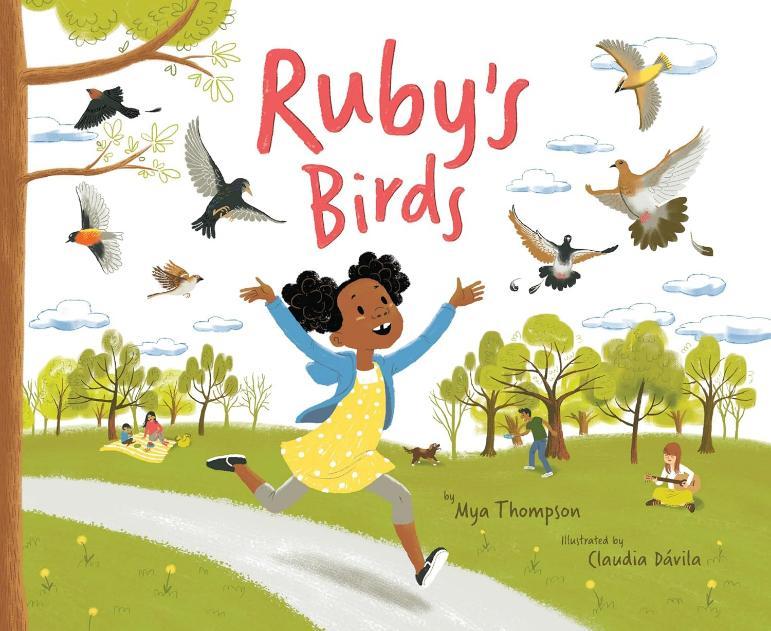 Ruby's
Birds
by
Mya Thompson
Illustrated by
Claudia Dávila